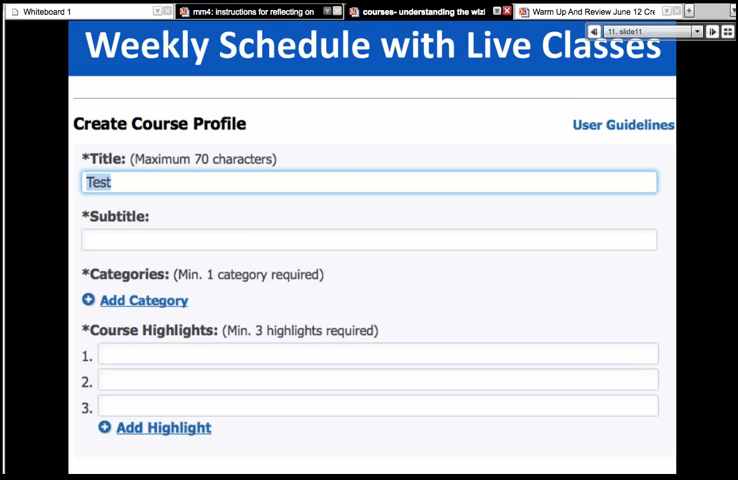 Whiteboard 1
mm4: instructions for reflecting on
courses- understanding the wizi
Warm Up And Review June 12 Cre
11. slide11
Weekly Schedule with Live Classes
Create Course Profile
User Guidelines
*Title: (Maximum 70 characters)
Test
*Subtitle:
*Categories: (Min. 1 category required)
Add Category
*Course Highlights: (Min. 3 highlights required)
1.
2.
3.
Add Highlight